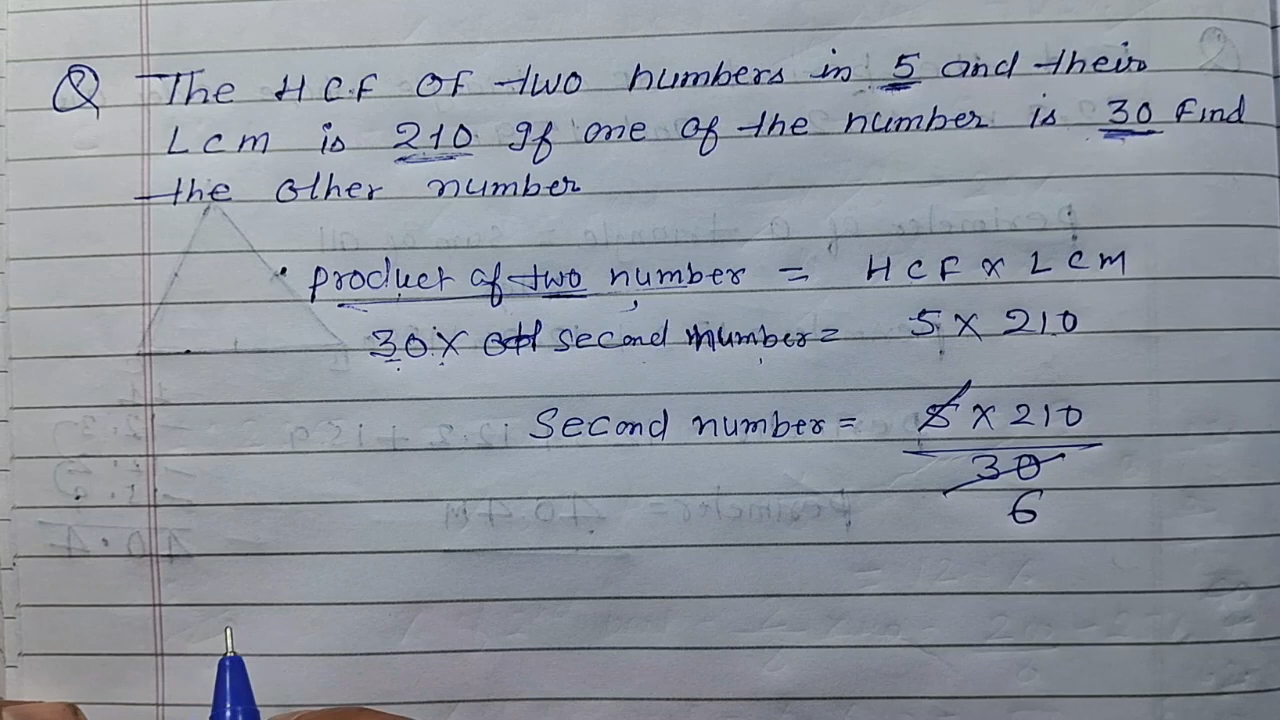 Q The HCF OF two numbers in 5 and their
Lcm is 210 If one of the number is 30 Find
the other number
product of two number = HCF x LCM
30 x second number = 5 x 210
Second number = 5 x 210
30
6